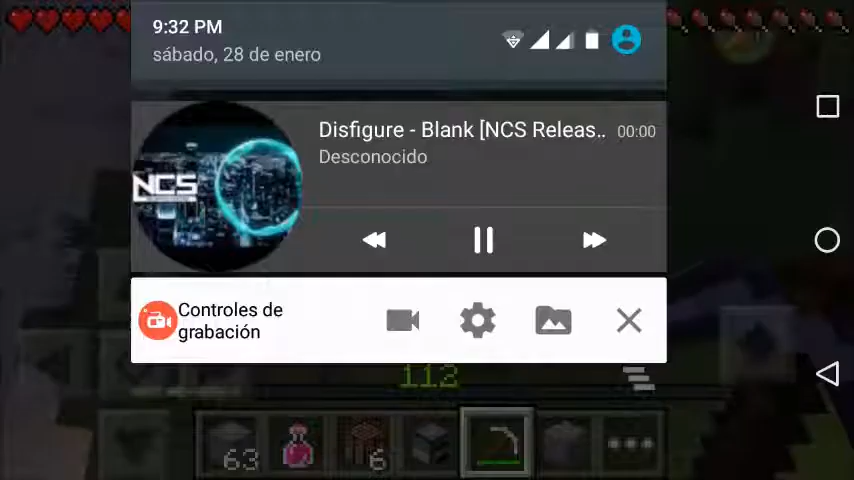 9:32 PM
sábado, 28 de enero
Disfigure - Blank [NCS Releas.. 00:00
Desconocido
NCS
Controles de
grabación
112
63
6